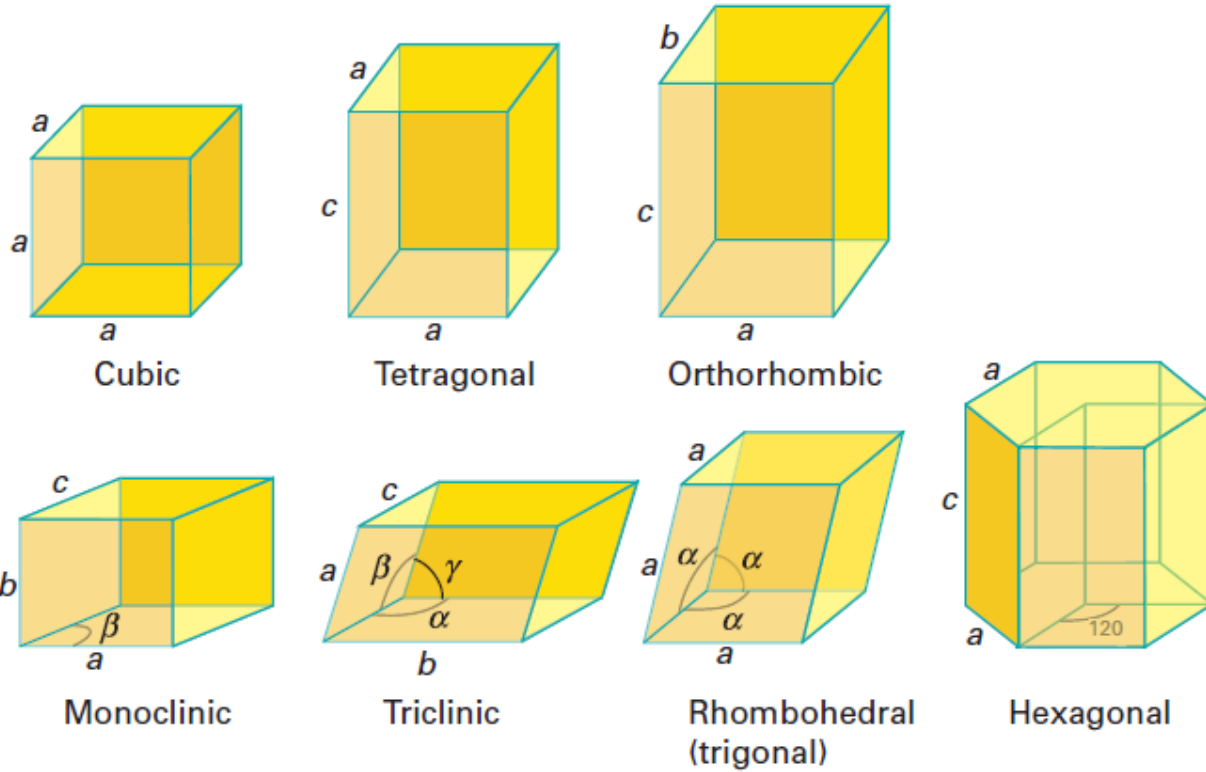 a
a
a
Cubic
a
c
a
Tetragonal
b
c
a
Orthorhombic
c
b
β
a
Monoclinic
c
a
β
γ
α
b
Triclinic
a
a
α
α
α
a
Rhombohedral
(trigonal)
a
c
a
120
Hexagonal